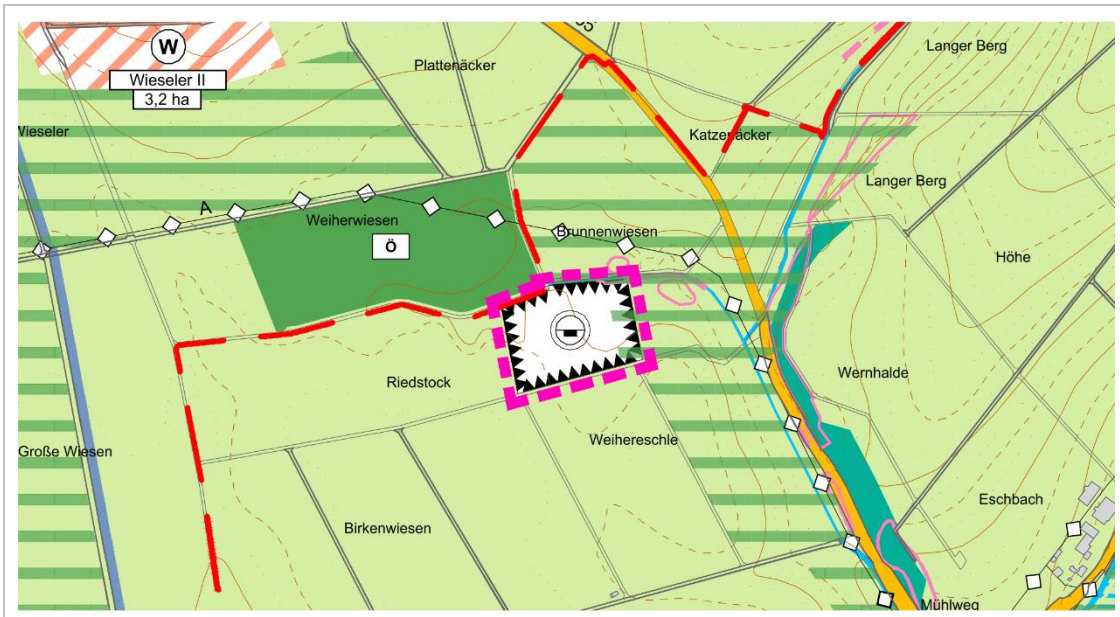 W
Wieseler II
3,2 ha
Plattenäcker
Langer Berg
Wieseler
Katzenäcker
Langer Berg
A
Weiherwiesen
Brunnenwiesen
Ö
Höhe
Riedstock
Wernhalde
Weihereschle
Große Wiesen
Eschbach
Birkenwiesen
Mühlweg